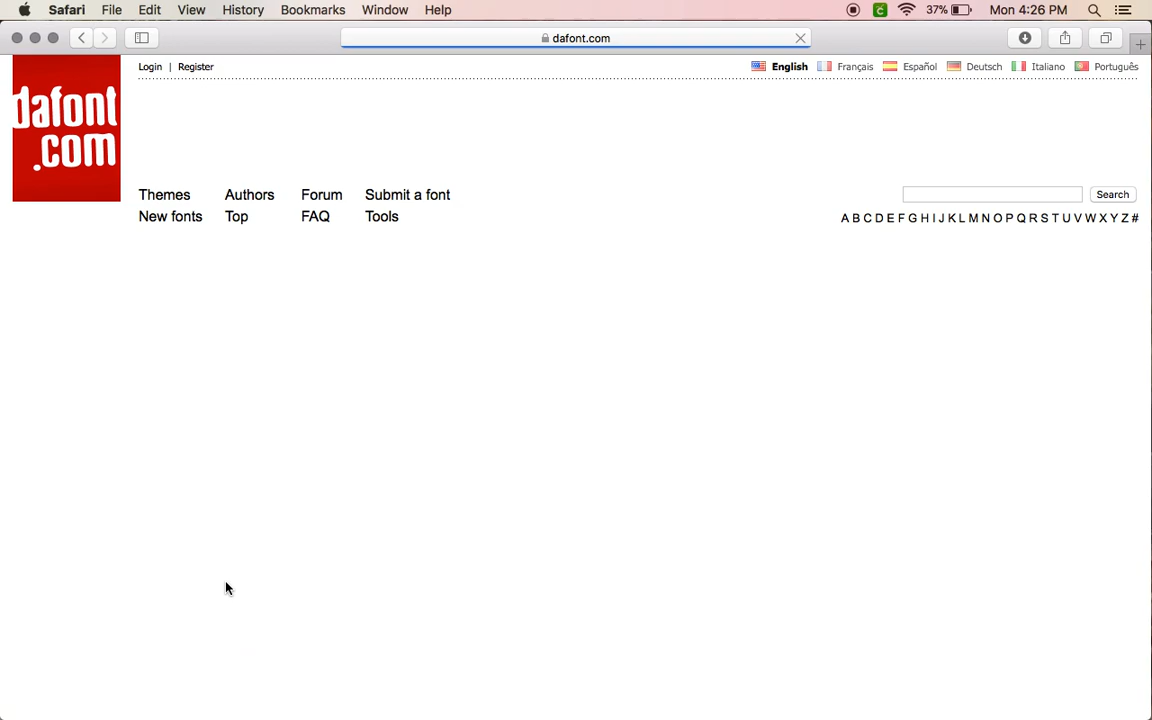 Safari File Edit View History Bookmarks Window Help 37% Mon 4:26 PM
dafont.com
Login | Register English Français Español Deutsch Italiano Português
dafont
.com
Themes Authors Forum Submit a font Search
New fonts Top FAQ Tools A B C D E F G H I J K L M N O P Q R S T U V W X Y Z #